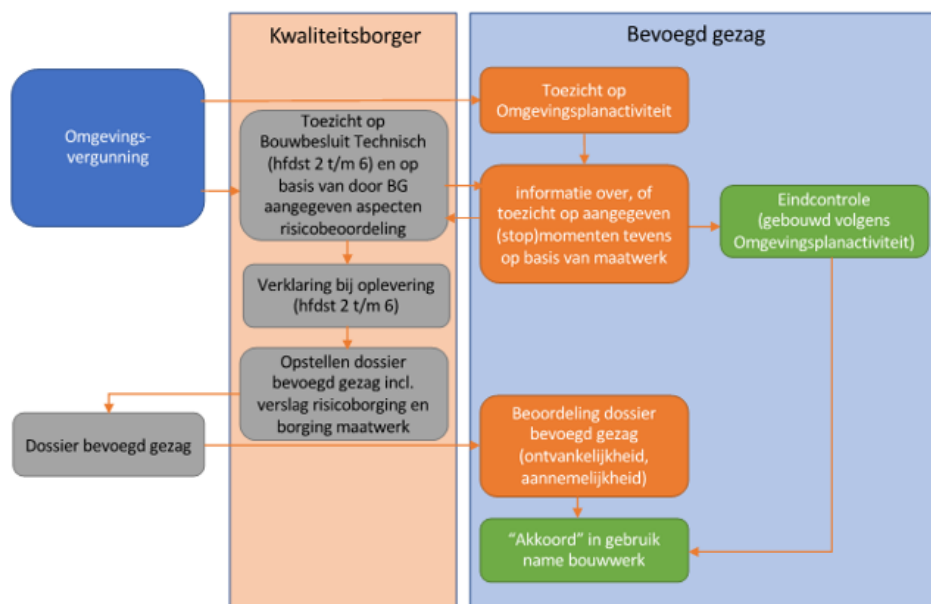 Kwaliteitsborger
Bevoegd gezag
Omgevings-
vergunning
Toezicht op
Bouwbesluit Technisch
(hfdst 2 t/m 6) en op
basis van door BG
aangegeven aspecten
risicobeoordeling
Verklaring bij oplevering
(hfdst 2 t/m 6)
Opstellen dossier
bevoegd gezag incl.
verslag risicoborging en
borging maatwerk
Dossier bevoegd gezag
Toezicht op
Omgevingsplanactiviteit
informatie over, of
toezicht op aangegeven
(stop)momenten tevens
op basis van maatwerk
Eindcontrole
(gebouwd volgens
Omgevingsplanactiviteit)
Beoordeling dossier
bevoegd gezag
(ontvankelijkheid,
aannemelijkheid)
“Akkoord” in gebruik
name bouwwerk